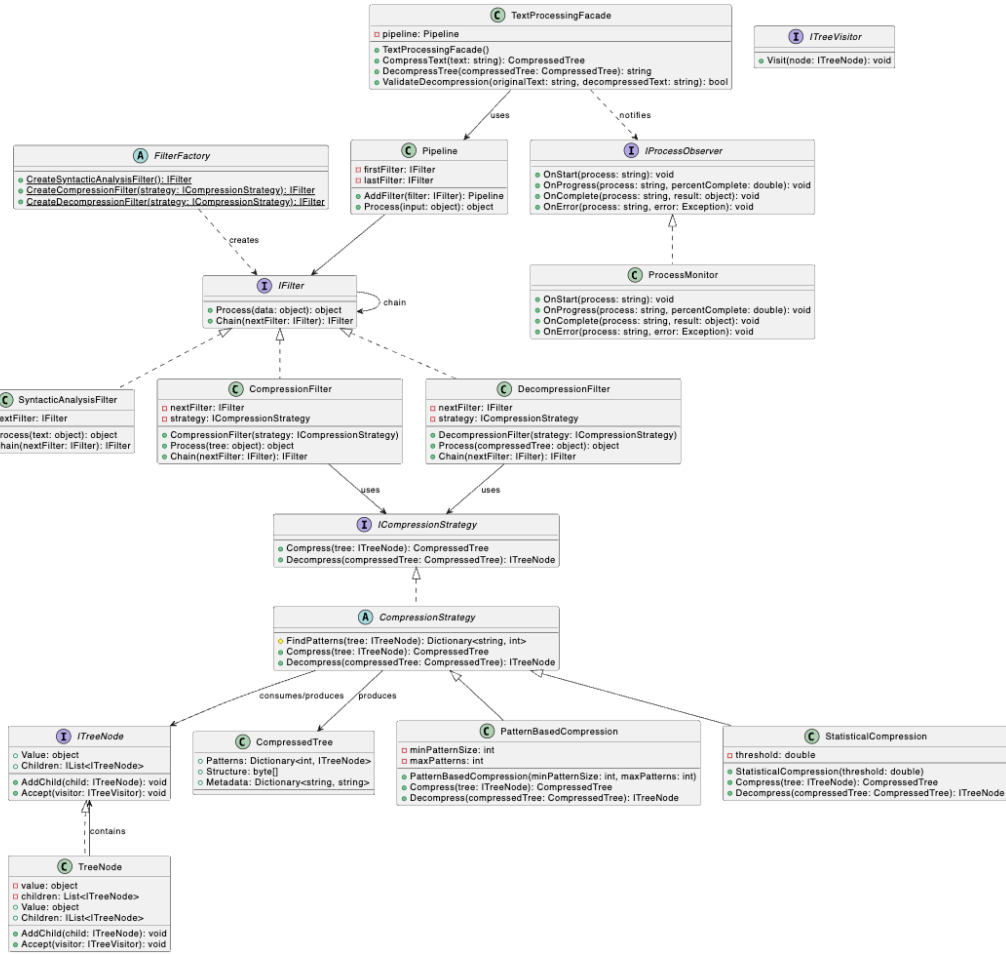 C TextProcessingFacade
pipeline: Pipeline
TextProcessingFacade()
CompressText(text: string): CompressedTree
DecompressTree(compressedTree: CompressedTree): string
ValidateDecompression(originalText: string, decompressedText: string): bool
I ITreeVisitor
Visit(node: ITreeNode): void
uses
notifies
A FilterFactory
CreateSyntacticAnalysisFilter(): IFilter
CreateCompressionFilter(strategy: ICompressionStrategy): IFilter
CreateDecompressionFilter(strategy: ICompressionStrategy): IFilter
C Pipeline
firstFilter: IFilter
lastFilter: IFilter
AddFilter(filter: IFilter): Pipeline
Process(input: object): object
I IProcessObserver
OnStart(process: string): void
OnProgress(process: string, percentComplete: double): void
OnComplete(process: string, result: object): void
OnError(process: string, error: Exception): void
creates
I IFilter
Process(data: object): object
Chain(nextFilter: IFilter): IFilter
chain
C ProcessMonitor
OnStart(process: string): void
OnProgress(process: string, percentComplete: double): void
OnComplete(process: string, result: object): void
OnError(process: string, error: Exception): void
C SyntacticAnalysisFilter
extFilter: IFilter
rocess(text: object): object
hain(nextFilter: IFilter): IFilter
C CompressionFilter
nextFilter: IFilter
strategy: ICompressionStrategy
CompressionFilter(strategy: ICompressionStrategy)
Process(tree: object): object
Chain(nextFilter: IFilter): IFilter
C DecompressionFilter
nextFilter: IFilter
strategy: ICompressionStrategy
DecompressionFilter(strategy: ICompressionStrategy)
Process(compressedTree: object): object
Chain(nextFilter: IFilter): IFilter
uses
uses
I ICompressionStrategy
Compress(tree: ITreeNode): CompressedTree
Decompress(compressedTree: CompressedTree): ITreeNode
A CompressionStrategy
FindPatterns(tree: ITreeNode): Dictionary<string, int>
Compress(tree: ITreeNode): CompressedTree
Decompress(compressedTree: CompressedTree): ITreeNode
consumes/produces
produces
I ITreeNode
Value: object
Children: IList<ITreeNode>
AddChild(child: ITreeNode): void
Accept(visitor: ITreeVisitor): void
C CompressedTree
Patterns: Dictionary<int, ITreeNode>
Structure: byte[]
Metadata: Dictionary<string, string>
C PatternBasedCompression
minPatternSize: int
maxPatterns: int
PatternBasedCompression(minPatternSize: int, maxPatterns: int)
Compress(tree: ITreeNode): CompressedTree
Decompress(compressedTree: CompressedTree): ITreeNode
C StatisticalCompression
threshold: double
StatisticalCompression(threshold: double)
Compress(tree: ITreeNode): CompressedTree
Decompress(compressedTree: CompressedTree): ITreeNode
contains
C TreeNode
value: object
children: List<ITreeNode>
Value: object
Children: IList<ITreeNode>
AddChild(child: ITreeNode): void
Accept(visitor: ITreeVisitor): void